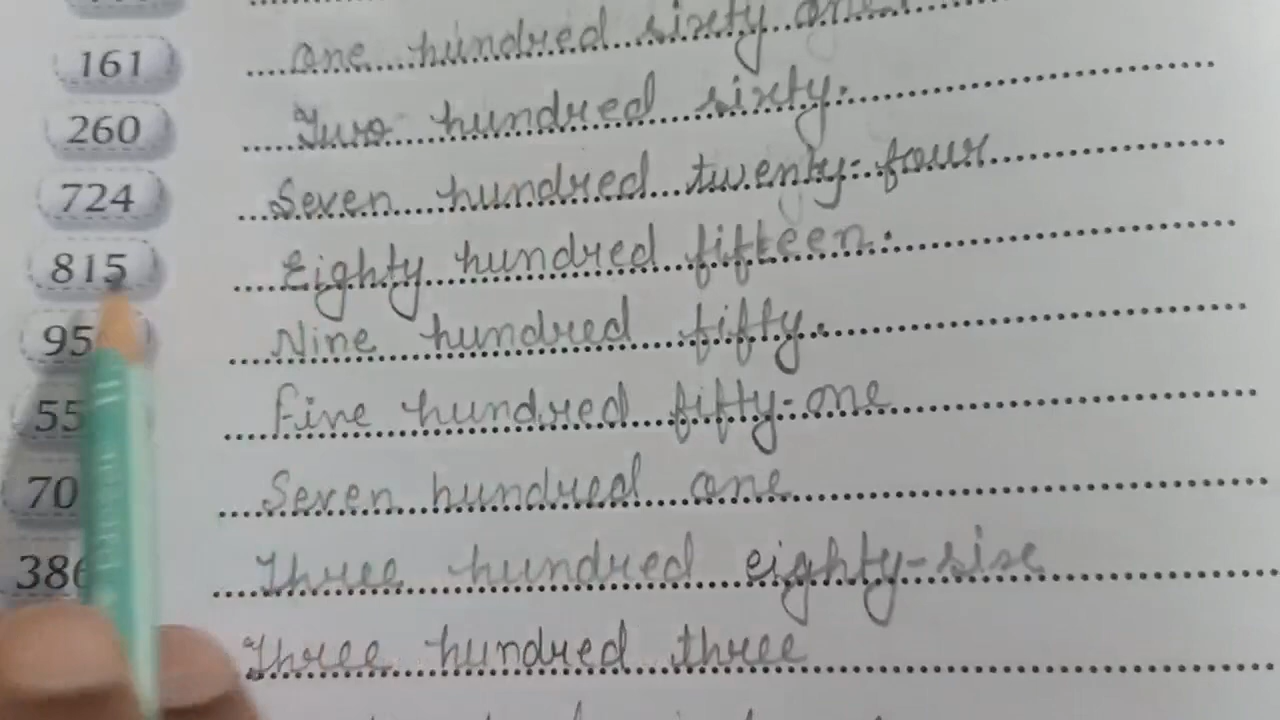 161 One hundred sixty one
260 Two hundred sixty.
724 Seven hundred twenty-four
815 Eighty hundred fifteen.
95 Nine hundred fifty.
55 Five hundred fifty-one
70 Seven hundred one
386 Three hundred eighty-six
Three hundred three